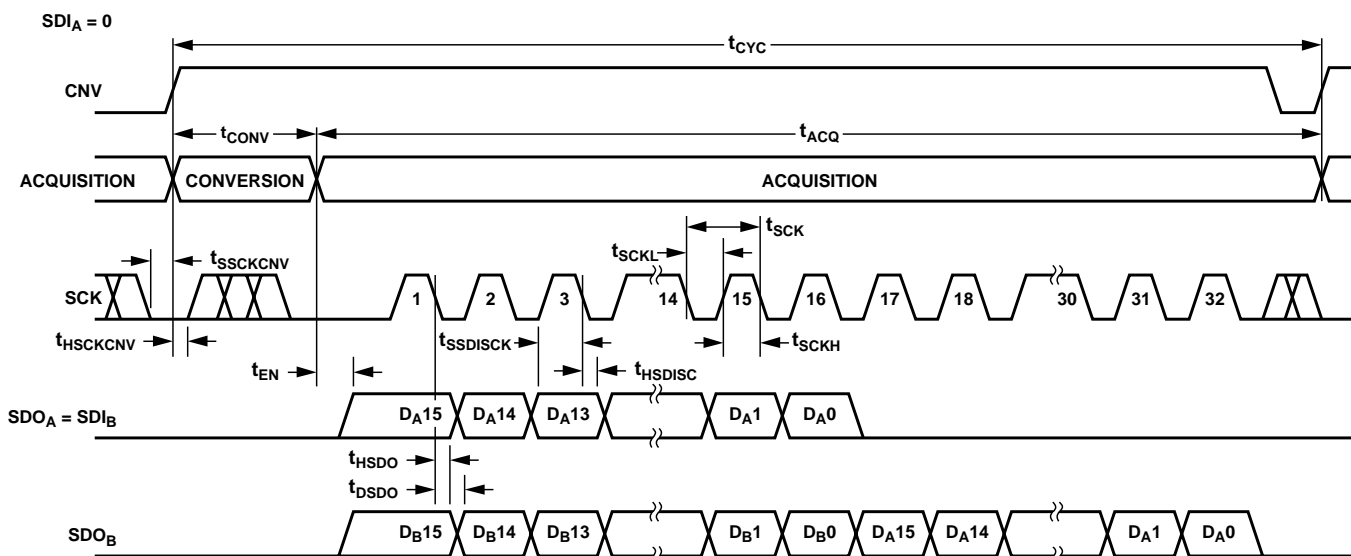 SDIA = 0
tCYC
CNV
tCONV
tACQ
ACQUISITION
CONVERSION
ACQUISITION
tSCK
tSCKL
tSSCKCNV
SCK
1
2
3
14
15
16
17
18
30
31
32
tHSCKCNV
tSSDISCK
tSCKH
tEN
tHSDISC
SDOA = SDIB
DA15
DA14
DA13
DA1
DA0
tHSDO
tDSDO
SDOB
DB15
DB14
DB13
DB1
DB0
DA15
DA14
DA1
DA0